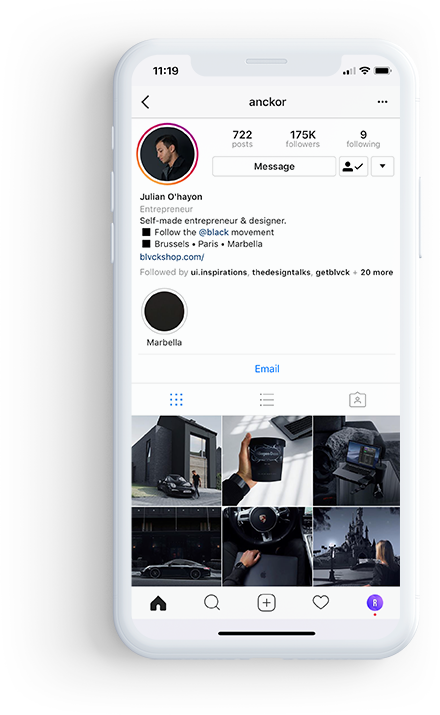 11:19
anckor
722 175K 9
posts followers following
Message
Julian O'hayon
Entrepreneur
Self-made entrepreneur & designer.
Follow the @black movement
Brussels • Paris • Marbella
blvckshop.com/
Followed by ui.inspirations, thedesigntalks, getblvck + 20 more
Marbella
Email
R